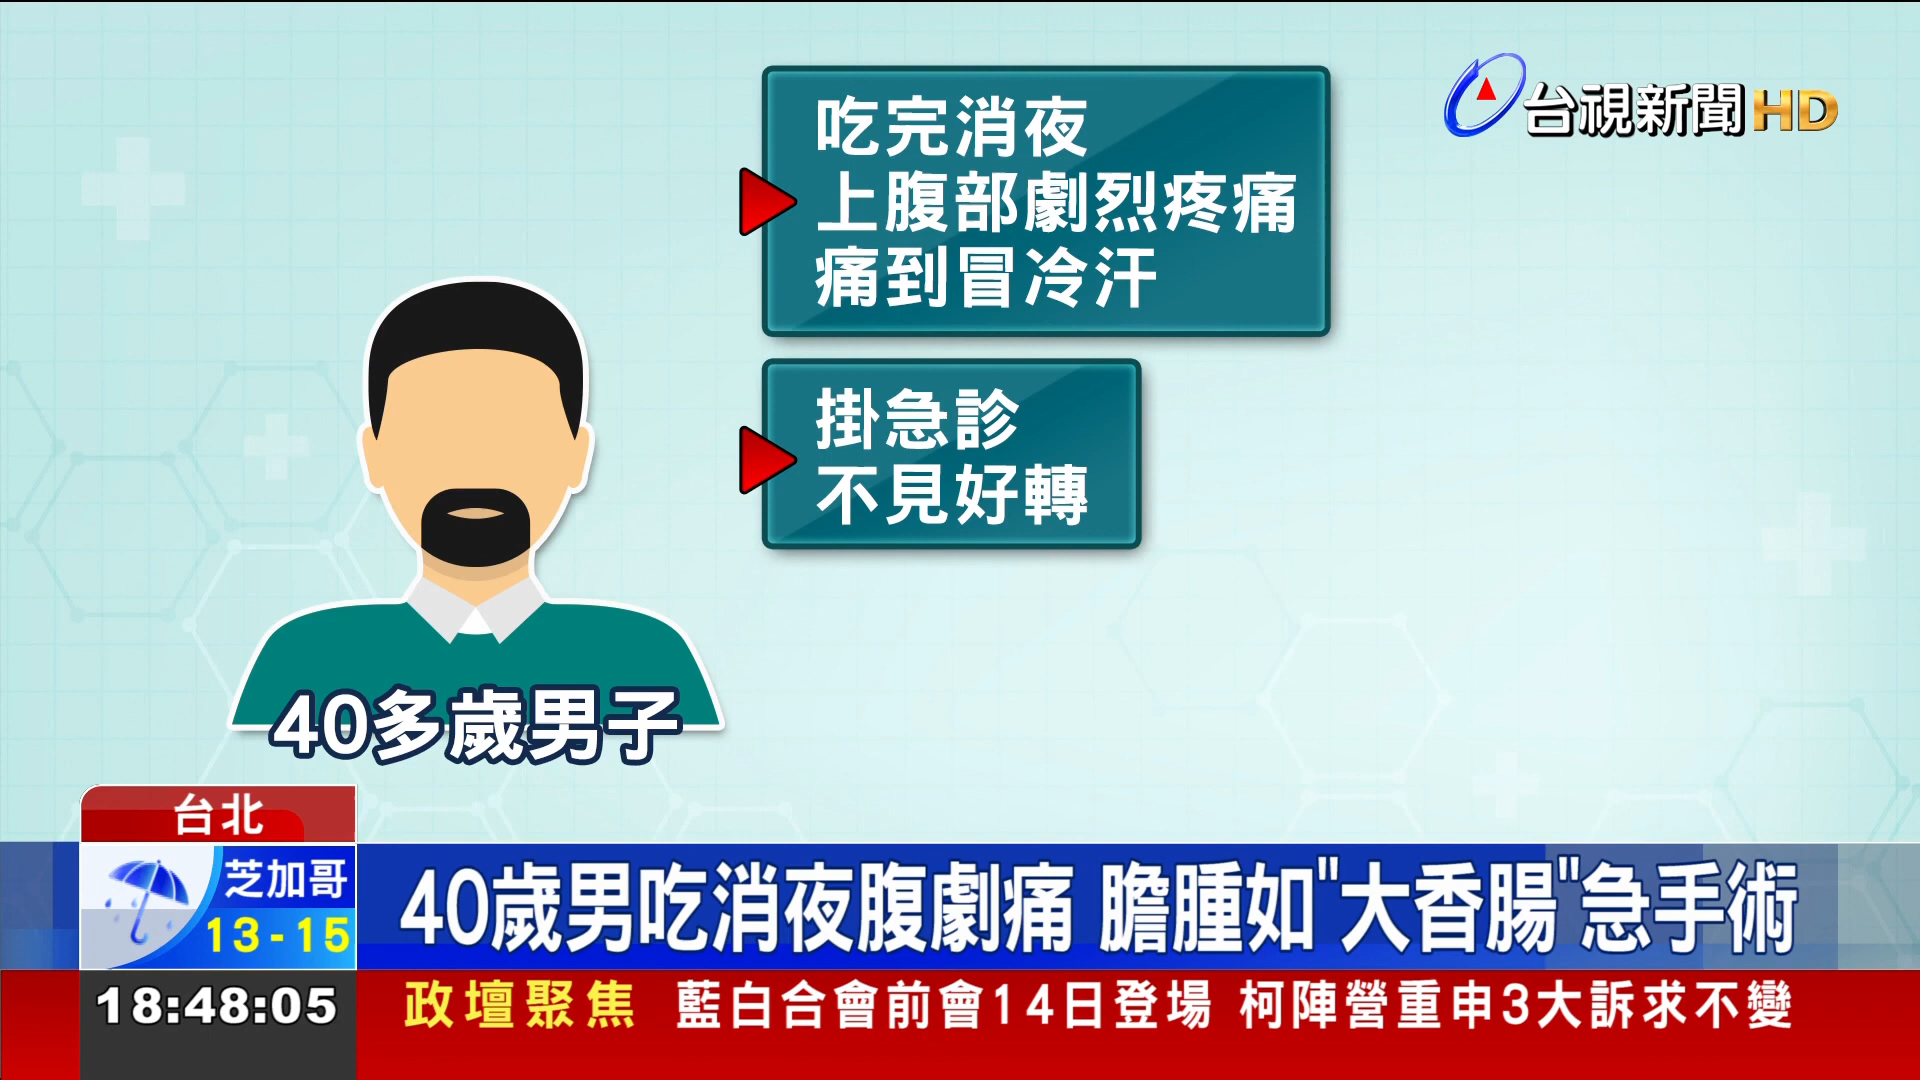 吃完消夜
上腹部劇烈疼痛
痛到冒冷汗
台視新聞HD
掛急診
不見好轉
40多歲男子
台北
芝加哥
13-15
40歲男吃消夜腹劇痛 膽腫如"大香腸"急手術
18:48:05
政壇聚焦 藍白合會前會14日登場 柯陣營重申3大訴求不變